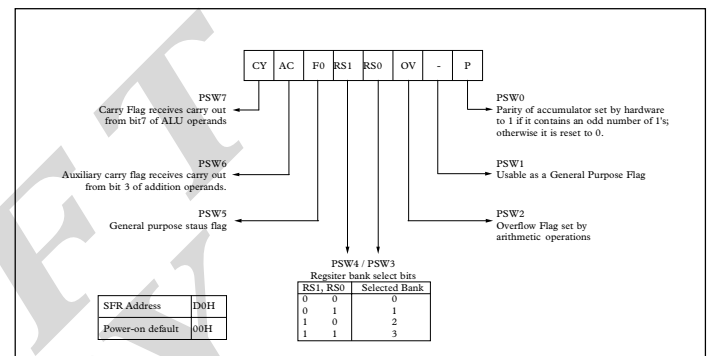 CY AC F0 RS1 RS0 OV - P
PSW7
Carry Flag receives carry out
from bit7 of ALU operands
PSW0
Parity of accumulator set by hardware
to 1 if it contains an odd number of 1's;
otherwise it is reset to 0.
PSW6
Auxiliary carry flag receives carry out
from bit 3 of addition operands.
PSW1
Usable as a General Purpose Flag
PSW5
General purpose staus flag
PSW2
Overflow Flag set by
arithmetic operations
PSW4 / PSW3
Regsiter bank select bits
RS1, RS0 Selected Bank
0 0 0
0 1 1
1 0 2
1 1 3
SFR Address D0H
Power-on default 00H